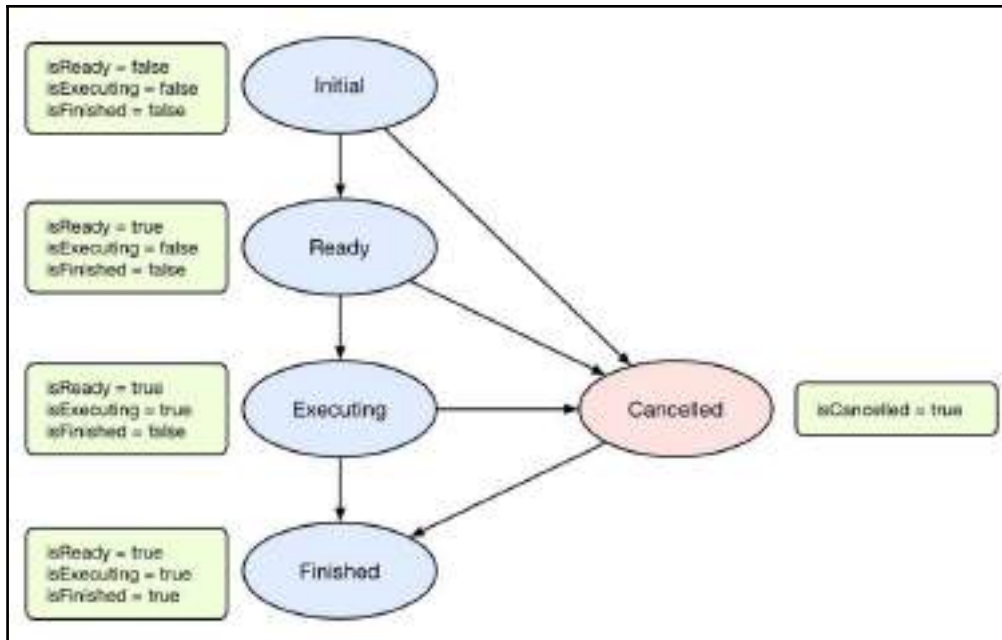 isReady = false
isExecuting = false
isFinished = false
Initial
isReady = true
isExecuting = false
isFinished = false
Ready
isReady = true
isExecuting = true
isFinished = false
Executing
Cancelled
isCancelled = true
isReady = true
isExecuting = true
isFinished = true
Finished